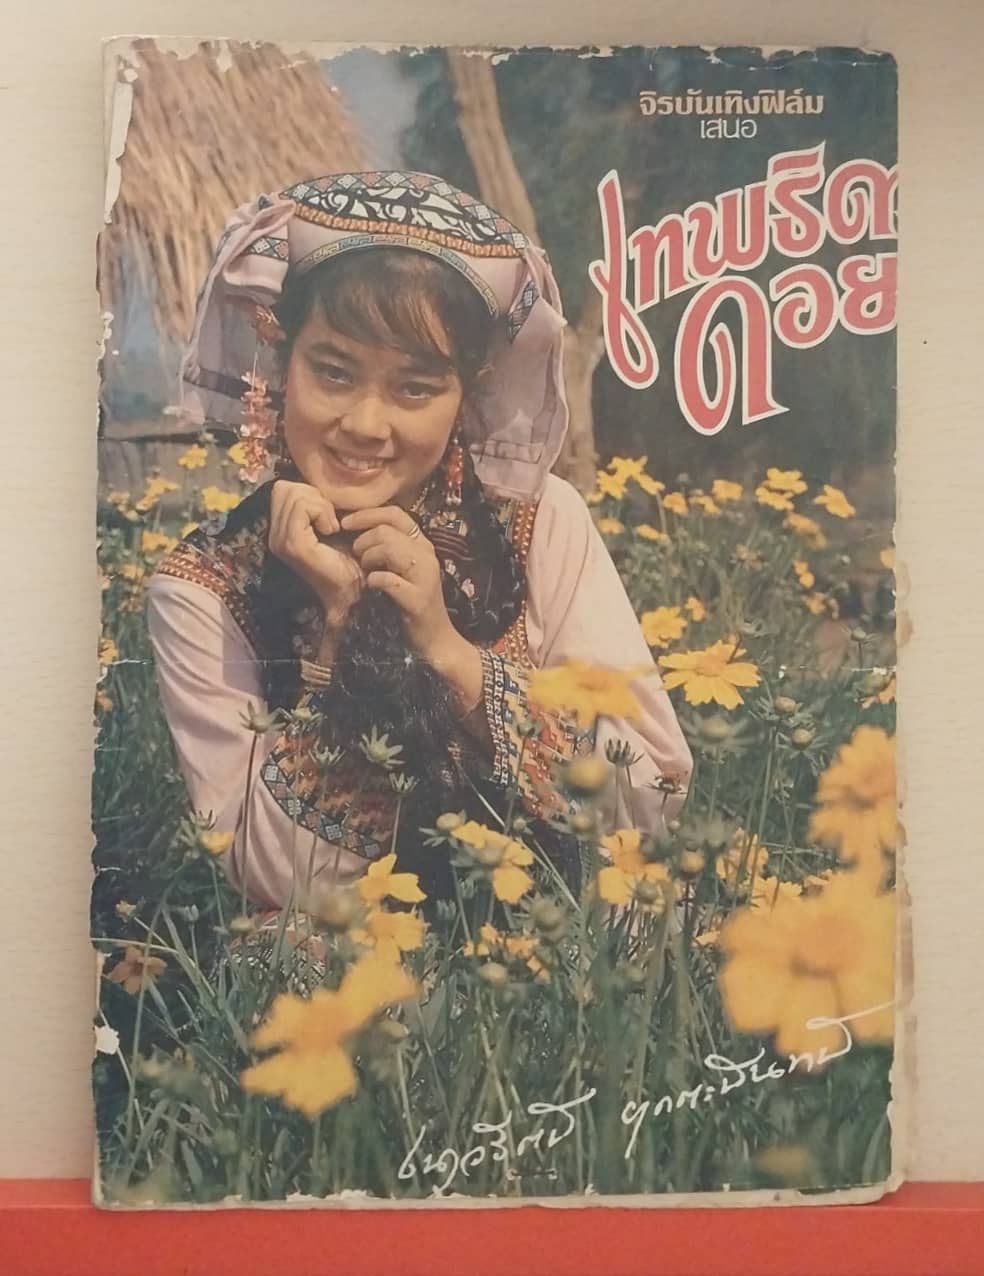 จิรบันเทิงฟิล์ม
เสนอ
เทพธิดา
ดอย
เนาวรัตน์ ยุกตะนันทน์